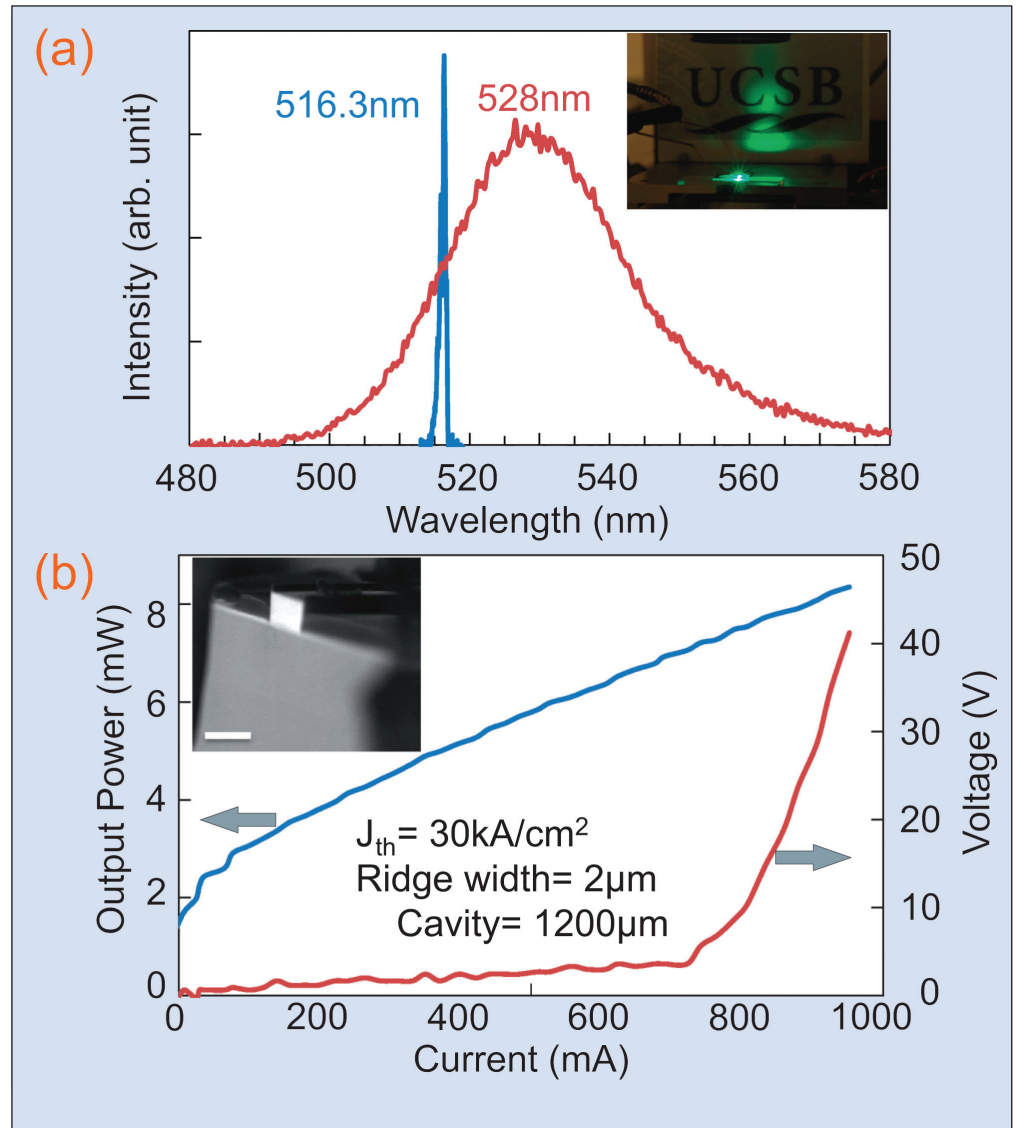 (a)
516.3nm
528nm
UCSB
Intensity (arb. unit)
480 500 520 540 560 580
Wavelength (nm)
(b)
Output Power (mW)
8
6
4
2
0
50
40
30
20
10
0
Voltage (V)
J_th= 30kA/cm²
Ridge width= 2µm
Cavity= 1200µm
0 200 400 600 800 1000
Current (mA)